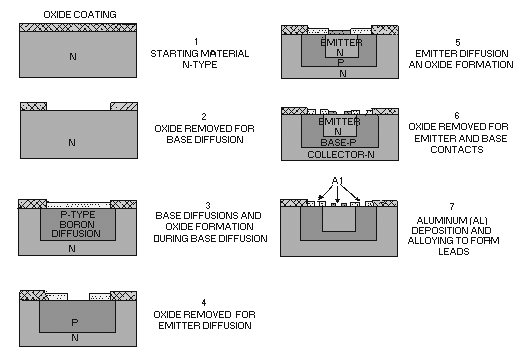 OXIDE COATING
N
1
STARTING MATERIAL
N-TYPE
N
2
OXIDE REMOVED FOR
BASE DIFFUSION
P-TYPE
BORON
DIFFUSION
N
3
BASE DIFFUSIONS AND
OXIDE FORMATION
DURING BASE DIFFUSION
P
N
4
OXIDE REMOVED FOR
EMITTER DIFFUSION
EMITTER
N
P
N
5
EMITTER DIFFUSION
AN OXIDE FORMATION
EMITTER
N
BASE-P
COLLECTOR-N
6
OXIDE REMOVED FOR
EMITTER AND BASE
CONTACTS
A1
7
ALUMINUM (AL)
DEPOSITION AND
ALLOYING TO FORM
LEADS